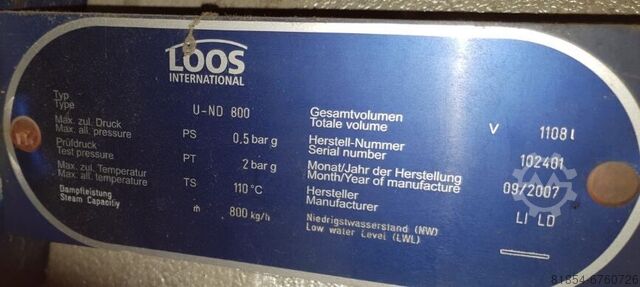 LOOS
INTERNATIONAL
Typ
Type
U-ND 800
Max. zul. Druck
Max. all. pressure
PS
0,5 bar g
Prüfdruck
Test pressure
PT
2 bar g
Max. zul. Temperatur
Max. all. temperature
TS
110 °C
Dampfleistung
Steam Capacitiy
ṁ
800 kg/h
Gesamtvolumen
Totale volume
V
1108 l
Herstell-Nummer
Serial number
102401
Monat/Jahr der Herstellung
Month/Year of manufacture
09/2007
Hersteller
Manufacturer
LI LD
Niedrigstwasserstand (NW)
Low water Level (LWL)
81854-6760726